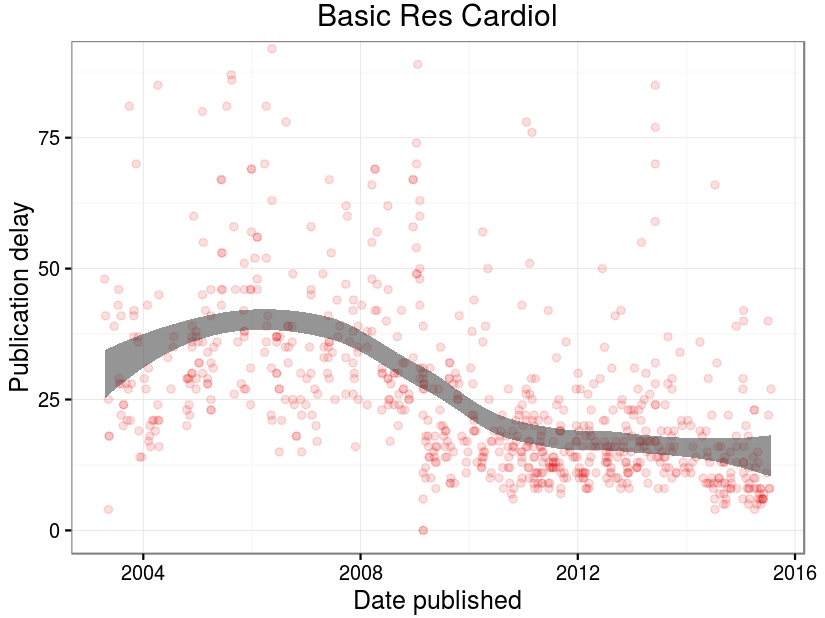 Basic Res Cardiol
Publication delay
75
50
25
0
2004 2008 2012 2016
Date published